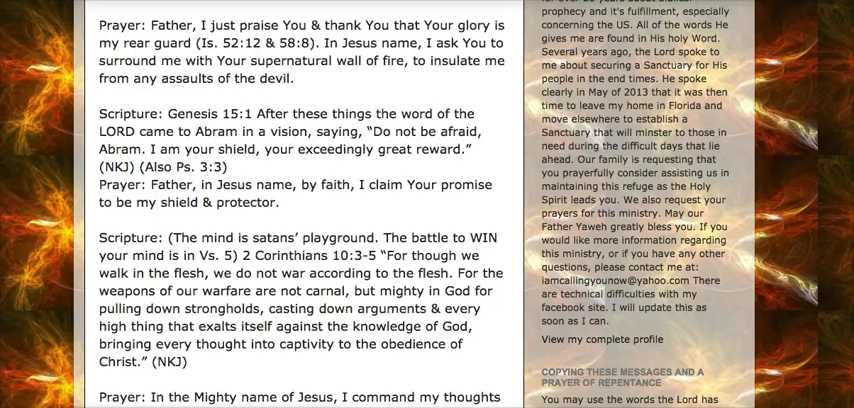 Prayer: Father, I just praise You & thank You that Your glory is
my rear guard (Is. 52:12 & 58:8). In Jesus name, I ask You to
surround me with Your supernatural wall of fire, to insulate me
from any assaults of the devil.
Scripture: Genesis 15:1 After these things the word of the
LORD came to Abram in a vision, saying, “Do not be afraid,
Abram. I am your shield, your exceedingly great reward.”
(NKJ) (Also Ps. 3:3)
Prayer: Father, in Jesus name, by faith, I claim Your promise
to be my shield & protector.
Scripture: (The mind is satans’ playground. The battle to WIN
your mind is in Vs. 5) 2 Corinthians 10:3-5 “For though we
walk in the flesh, we do not war according to the flesh. For the
weapons of our warfare are not carnal, but mighty in God for
pulling down strongholds, casting down arguments & every
high thing that exalts itself against the knowledge of God,
bringing every thought into captivity to the obedience of
Christ.” (NKJ)
Prayer: In the Mighty name of Jesus, I command my thoughts
prophecy and it's fulfillment, especially
concerning the US. All of the words He
gives me are found in His holy Word.
Several years ago, the Lord spoke to
me about securing a Sanctuary for His
people in the end times. He spoke
clearly in May of 2013 that it was then
time to leave my home in Florida and
move elsewhere to establish a
Sanctuary that will minster to those in
need during the difficult days that lie
ahead. Our family is requesting that
you prayerfully consider assisting us in
maintaining this refuge as the Holy
Spirit leads you. We also request your
prayers for this ministry. May our
Father Yaweh greatly bless you. If you
would like more information regarding
this ministry, or if you have any other
questions, please contact me at:
iamcallingyounow@yahoo.com There
are technical difficulties with my
facebook site. I will update this as
soon as I can.
View my complete profile
COPYING THESE MESSAGES AND A
PRAYER OF REPENTANCE
You may use the words the Lord has